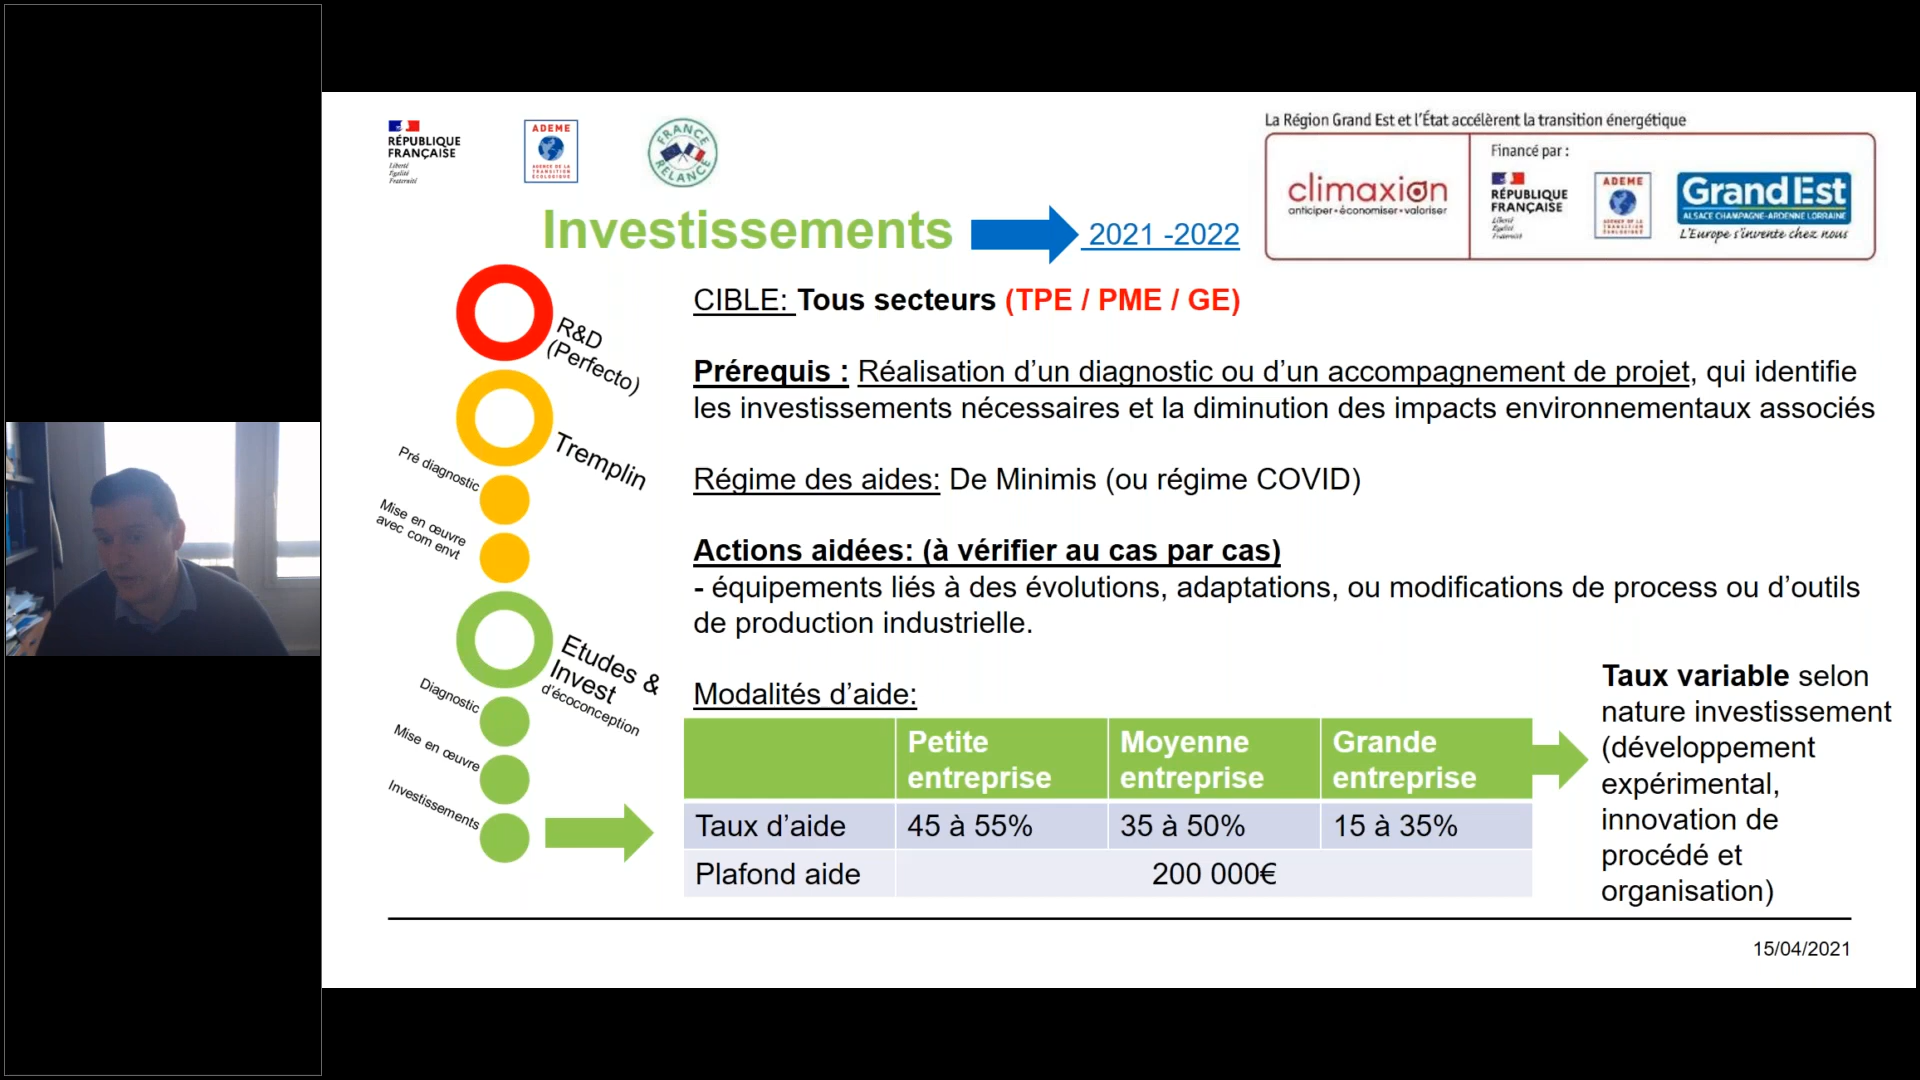 RÉPUBLIQUE
FRANÇAISE
Liberté
Égalité
Fraternité
ADEME
AGENCE DE LA
TRANSITION
ÉCOLOGIQUE
FRANCE
RELANCE
La Région Grand Est et l'État accélèrent la transition énergétique
climaxion
anticiper • économiser • valoriser
Financé par :
RÉPUBLIQUE
FRANÇAISE
Liberté
Égalité
Fraternité
ADEME
AGENCE DE LA
TRANSITION
ÉCOLOGIQUE
Grand Est
ALSACE CHAMPAGNE-ARDENNE LORRAINE
L'Europe s'invente chez nous
Investissements
2021 -2022
R&D
(Perfecto)
Tremplin
Pré diagnostic
Mise en œuvre
avec com envt
Etudes &
Invest
d'écoconception
Diagnostic
Mise en œuvre
Investissements
CIBLE: Tous secteurs (TPE / PME / GE)
Prérequis : Réalisation d'un diagnostic ou d'un accompagnement de projet, qui identifie
les investissements nécessaires et la diminution des impacts environnementaux associés
Régime des aides: De Minimis (ou régime COVID)
Actions aidées: (à vérifier au cas par cas)
- équipements liés à des évolutions, adaptations, ou modifications de process ou d'outils
de production industrielle.
Modalités d'aide:
Petite entreprise
Moyenne entreprise
Grande entreprise
Taux d'aide 45 à 55% 35 à 50% 15 à 35%
Plafond aide 200 000€
Taux variable selon
nature investissement
(développement
expérimental,
innovation de
procédé et
organisation)
15/04/2021